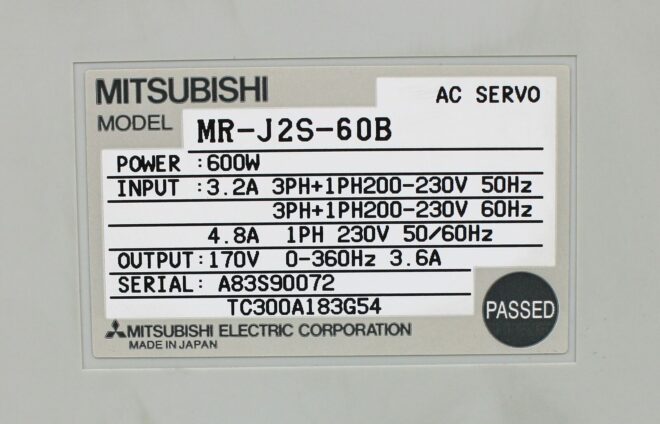 MITSUBISHI
AC SERVO
MODEL MR-J2S-60B
POWER :600W
INPUT :3.2A 3PH+1PH200-230V 50Hz
3PH+1PH200-230V 60Hz
4.8A 1PH 230V 50/60Hz
OUTPUT:170V 0-360Hz 3.6A
SERIAL: A83S90072
TC300A183G54
PASSED
MITSUBISHI ELECTRIC CORPORATION
MADE IN JAPAN